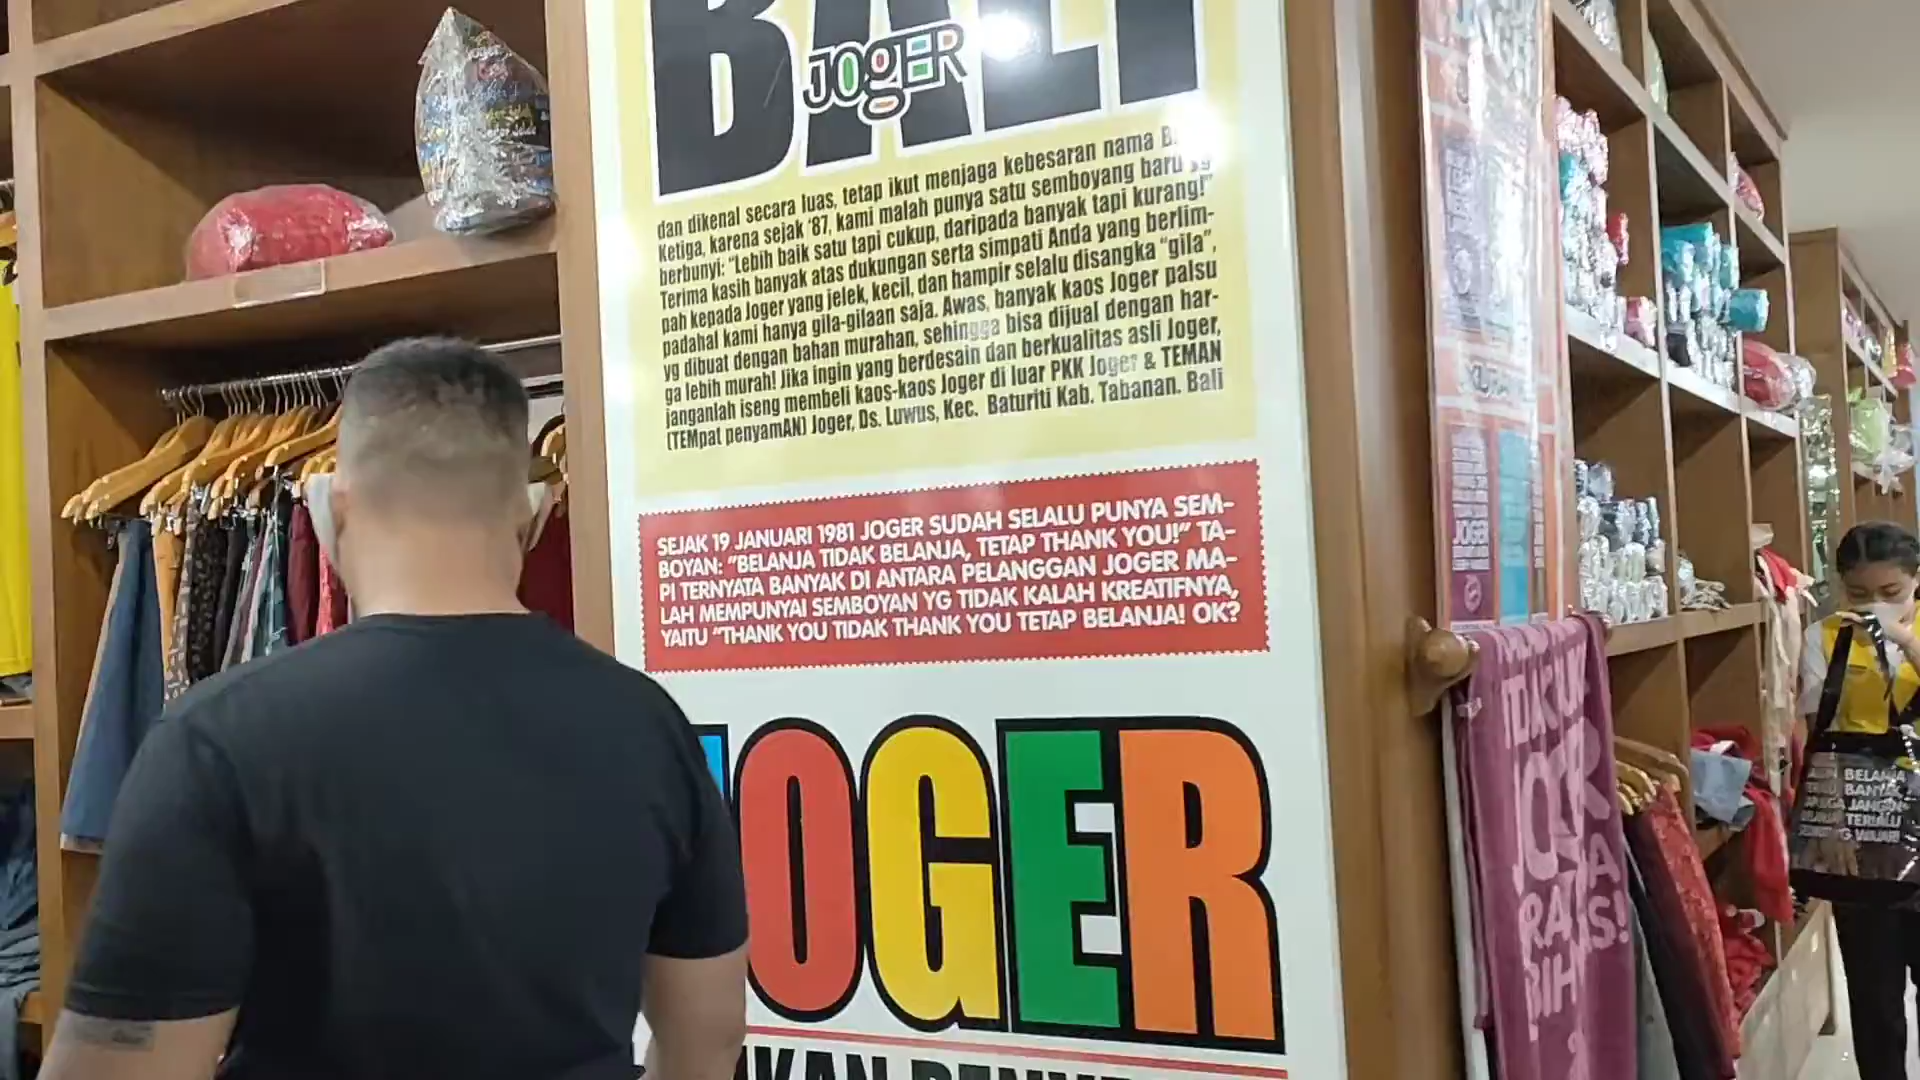 BALI
JOGER
dan dikenal secara luas, tetap ikut menjaga kebesaran nama
Ketiga, karena sejak '87, kami malah punya satu semboyang baru yg
berbunyi: "Lebih baik satu tapi cukup, daripada banyak tapi kurang!"
Terima kasih banyak atas dukungan serta simpati Anda yang berlim-
pah kepada Joger yang jelek, kecil, dan hampir selalu disangka "gila",
padahal kami hanya gila-gilaan saja. Awas, banyak kaos Joger palsu
yg dibuat dengan bahan murahan, sehingga bisa dijual dengan har-
ga lebih murah! Jika ingin yang berdesain dan berkualitas asli Joger,
janganlah iseng membeli kaos-kaos Joger di luar PKK Joger & TEMAN
(TEMpat penyamAN) Joger, Ds. Luwus, Kec. Baturiti Kab. Tabanan. Bali
SEJAK 19 JANUARI 1981 JOGER SUDAH SELALU PUNYA SEM-
BOYAN: "BELANJA TIDAK BELANJA, TETAP THANK YOU!" TA-
PI TERNYATA BANYAK DI ANTARA PELANGGAN JOGER MA-
LAH MEMPUNYAI SEMBOYAN YG TIDAK KALAH KREATIFNYA,
YAITU "THANK YOU TIDAK THANK YOU TETAP BELANJA! OK?
JOGER
JOGER
BELANJA
BANYAK
JANGAN
TERLALU